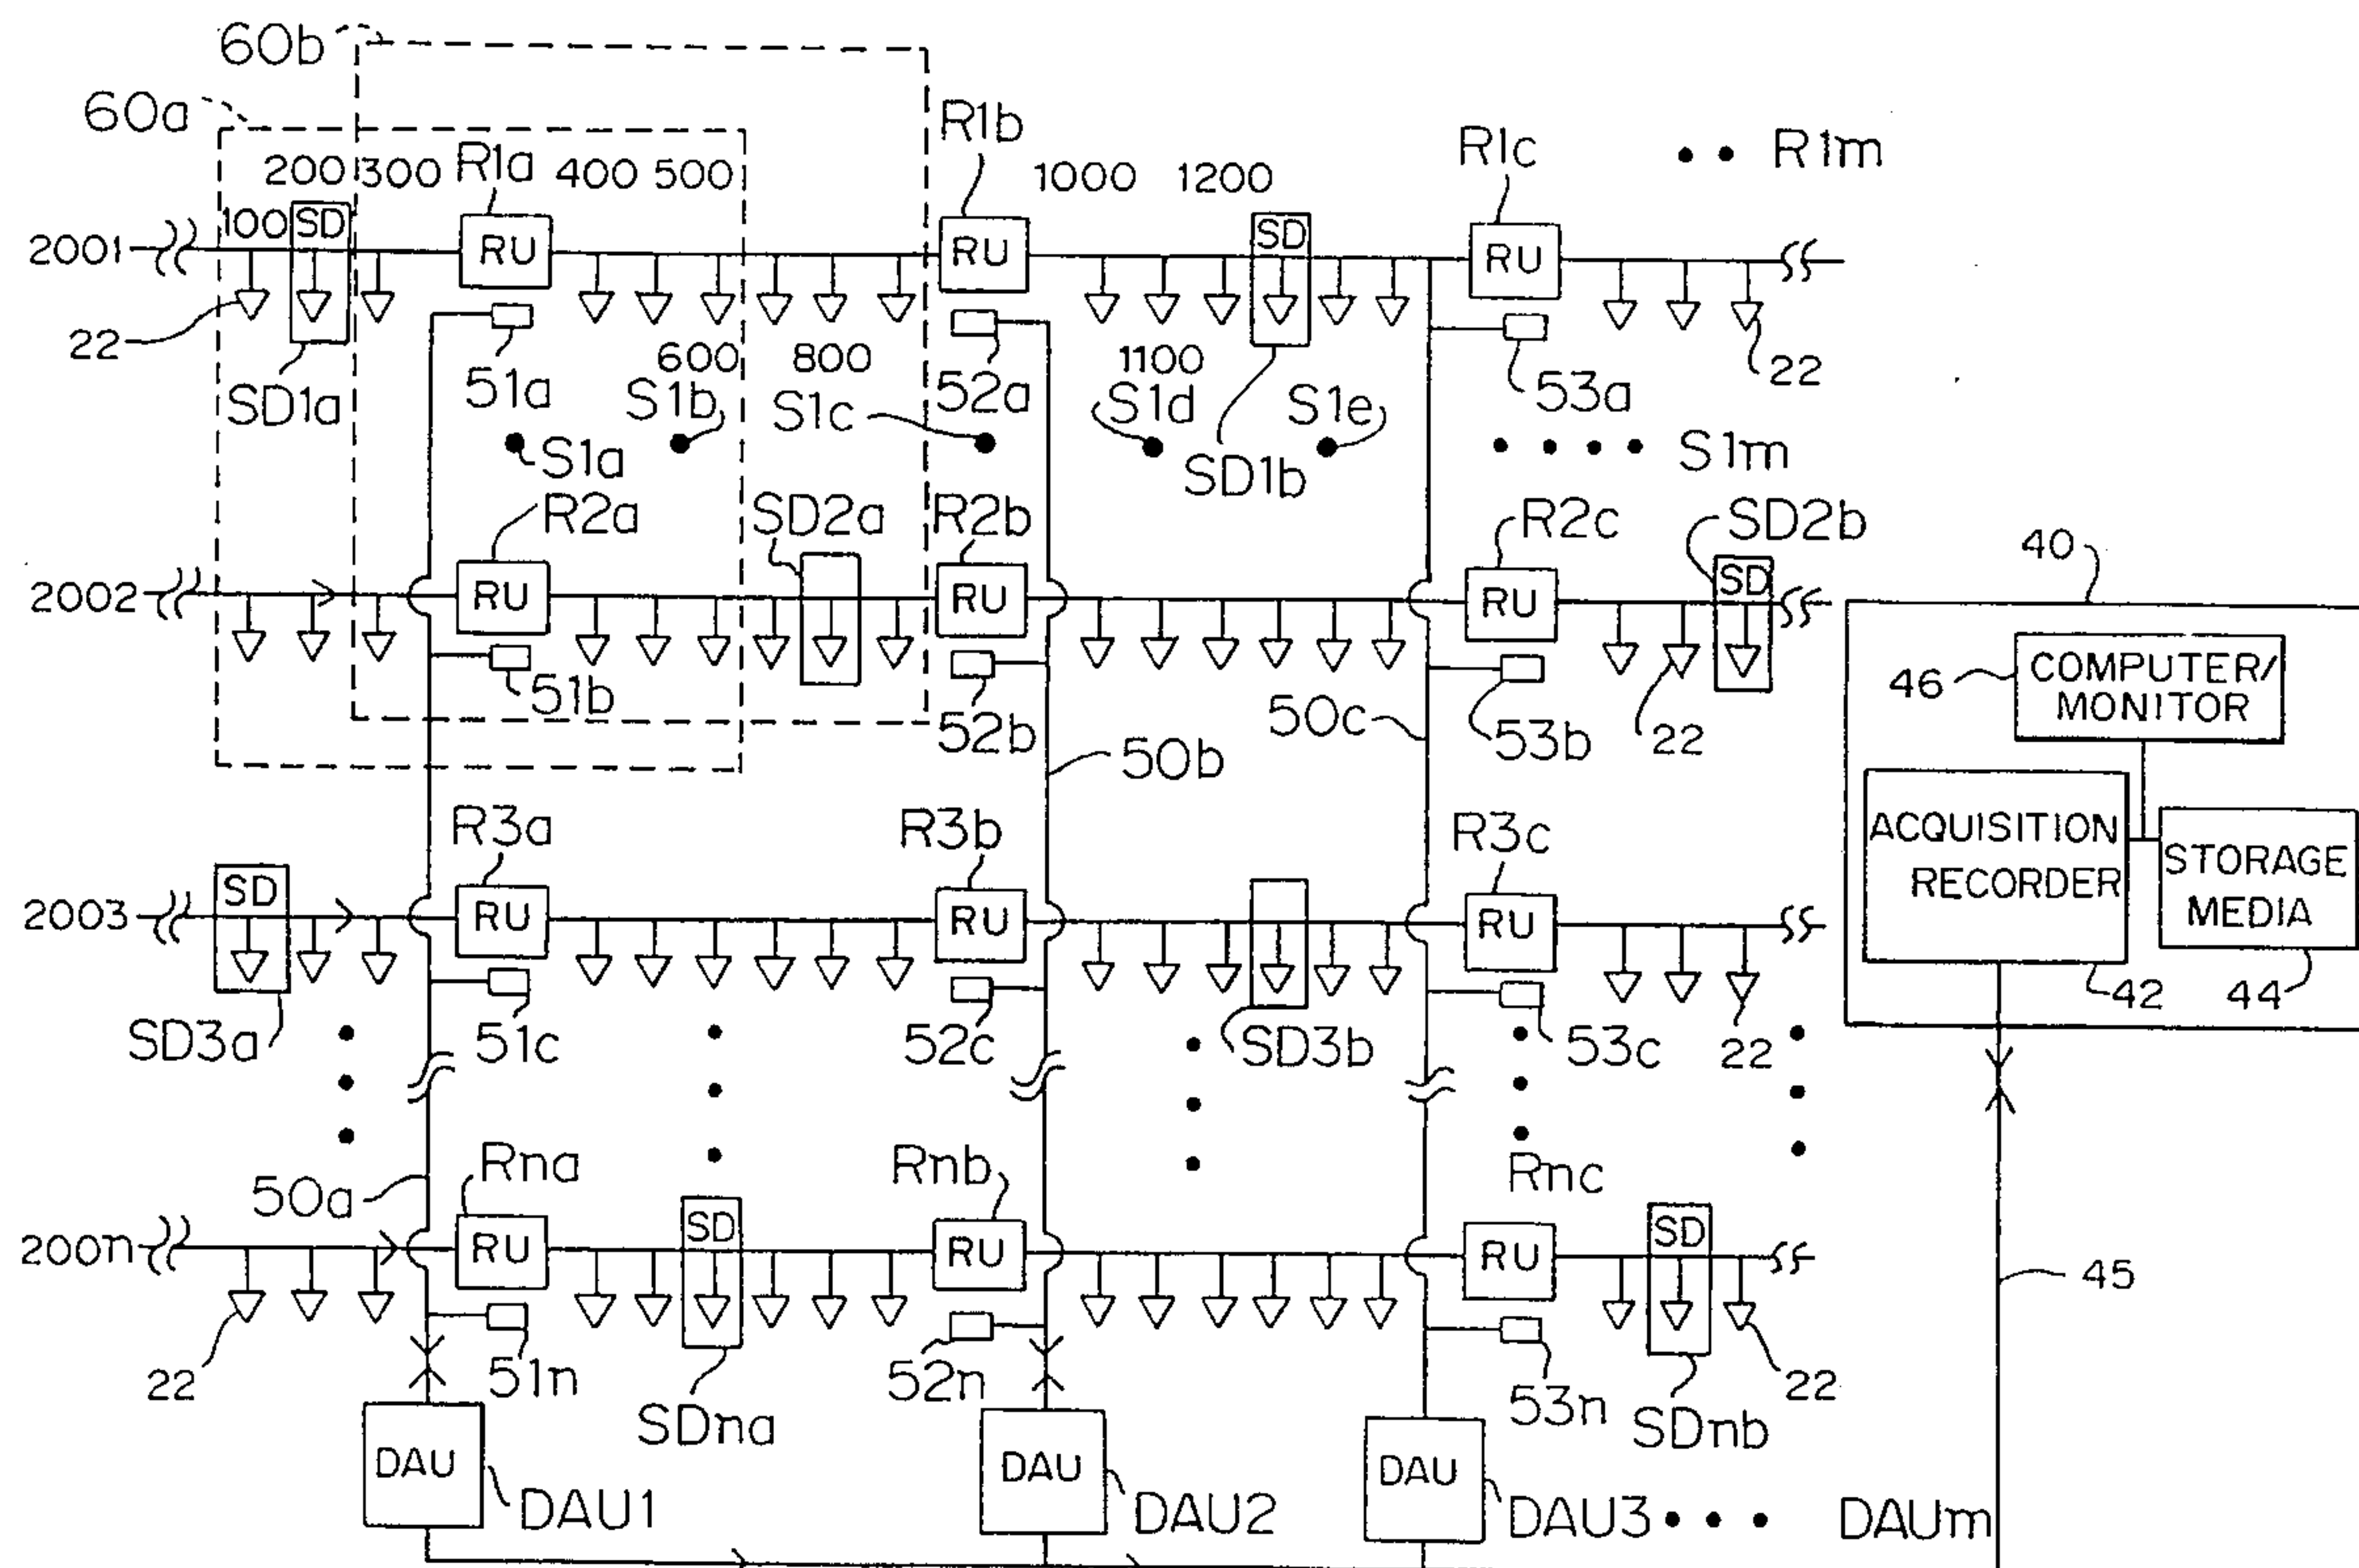 60b
60a
R1b
R1c
R1m
200 300 R1a 400 500
1000 1200
100 SD
2001
RU
RU
SD
RU
22
600 800
1100
22
SD1a
51a
S1b
S1c
52a
S1d
S1e
53a
S1a
SD1b
S1m
R2a
SD2a
R2b
R2c
SD2b
40
2002
RU
RU
RU
SD
46
COMPUTER/
MONITOR
51b
52b
50c
53b
22
50b
R3a
R3b
R3c
ACQUISITION
RECORDER
STORAGE
MEDIA
2003
SD
RU
RU
RU
42
44
SD3a
51c
52c
SD3b
53c
22
Rna
Rnb
Rnc
50a
200n
RU
SD
RU
RU
SD
45
22
51n
SDna
52n
53n
SDnb
22
DAU
DAU
DAU
DAU1
DAU2
DAU3
DAUm